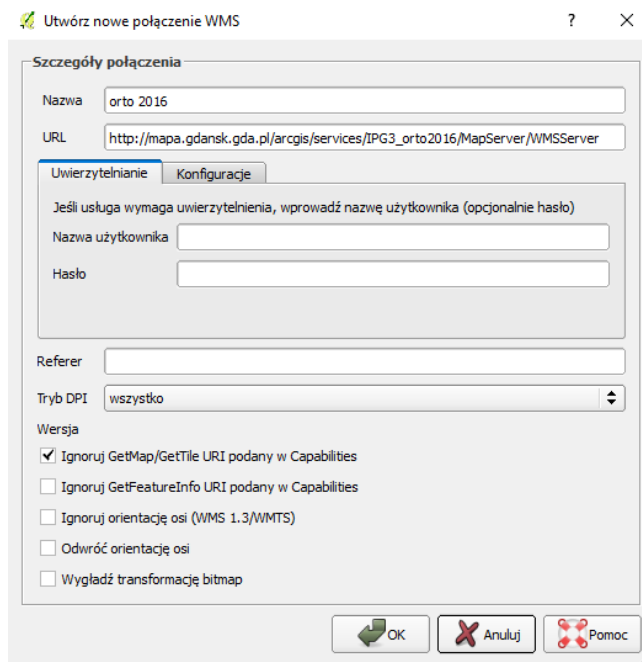 Utwórz nowe połączenie WMS
Szczegóły połączenia
Nazwa orto 2016
URL http://mapa.gdansk.gda.pl/arcgis/services/IPG3_orto2016/MapServer/WMSServer
Uwierzytelnianie Konfiguracje
Jeśli usługa wymaga uwierzytelnienia, wprowadź nazwę użytkownika (opcjonalnie hasło)
Nazwa użytkownika
Hasło
Referer
Tryb DPI wszystko
Wersja
Ignoruj GetMap/GetTile URI podany w Capabilities
Ignoruj GetFeatureInfo URI podany w Capabilities
Ignoruj orientację osi (WMS 1.3/WMTS)
Odwróć orientację osi
Wygładź transformację bitmap
OK Anuluj Pomoc